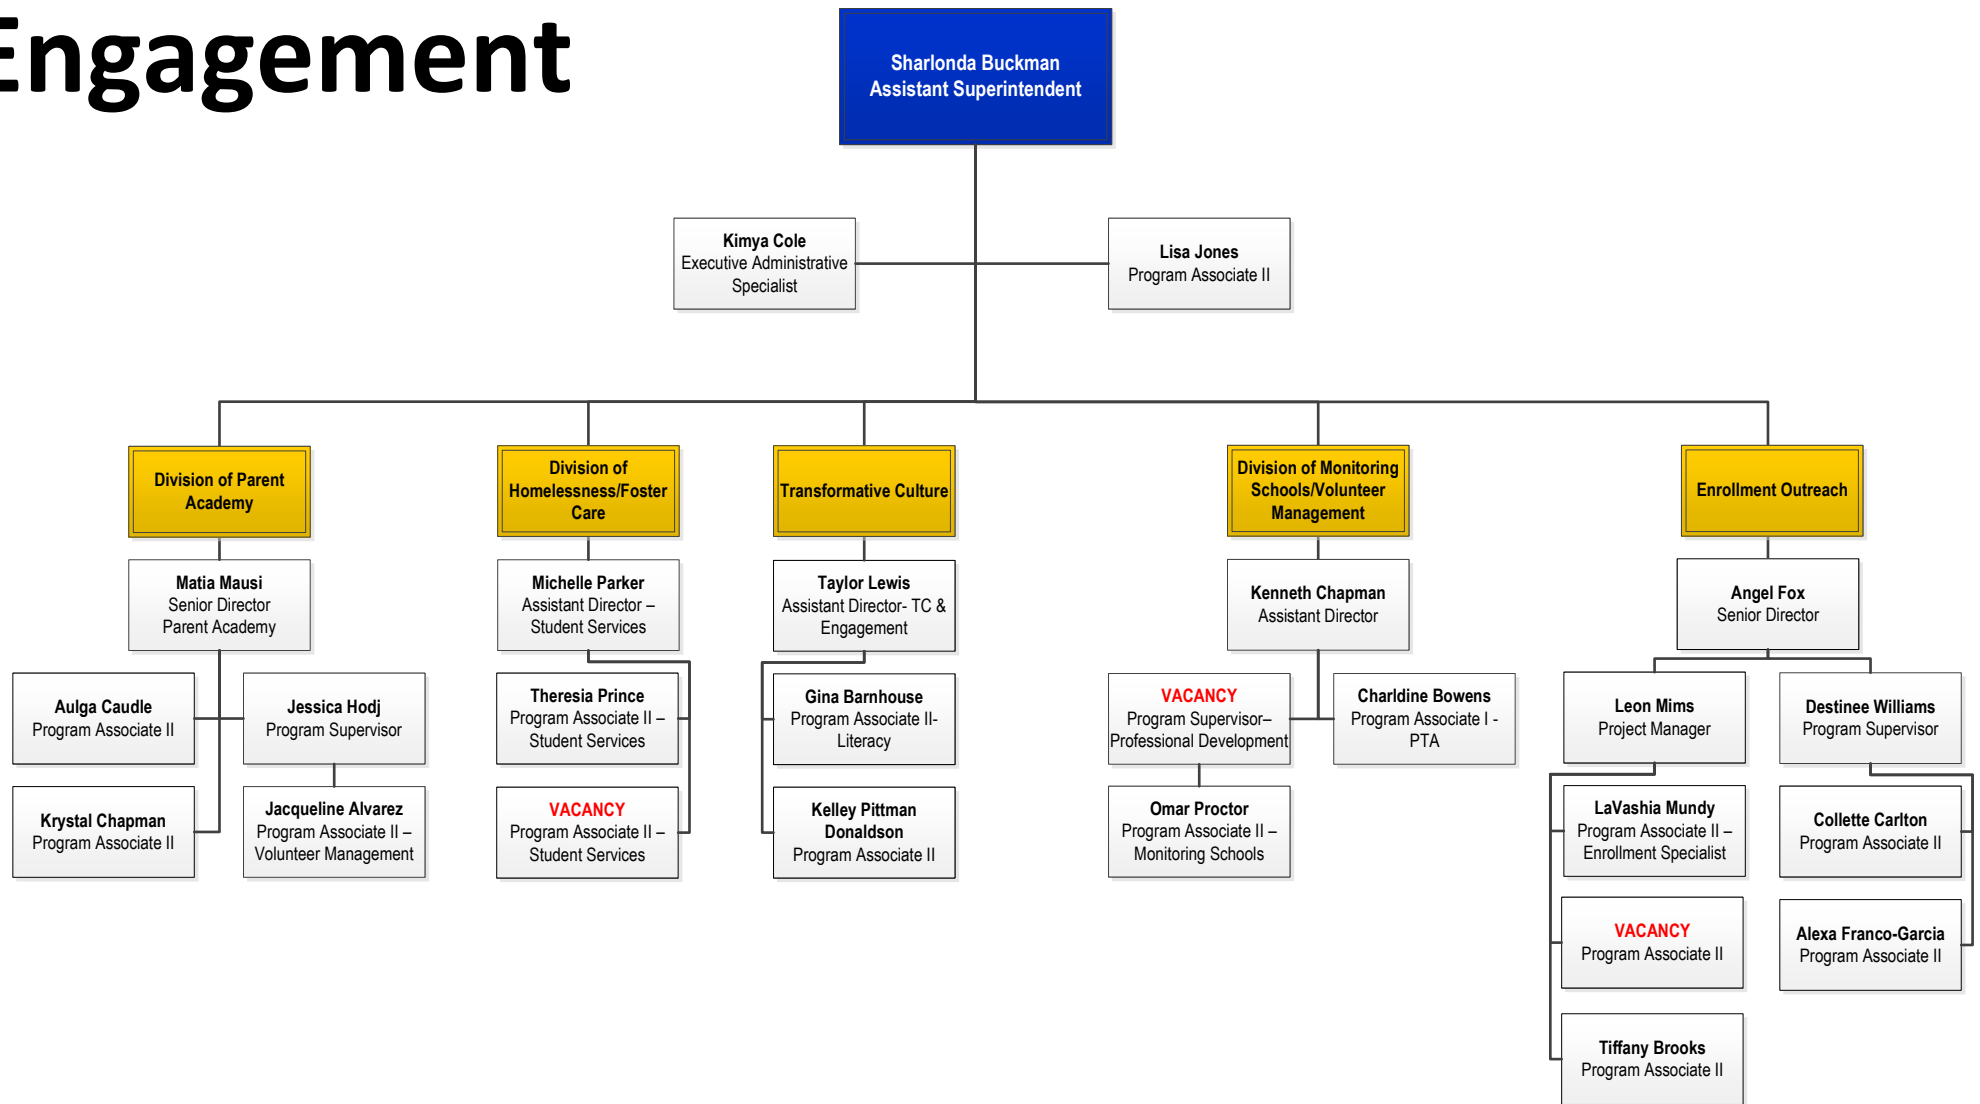 Engagement
Sharlonda Buckman
Assistant Superintendent
Kimya Cole
Executive Administrative
Specialist
Lisa Jones
Program Associate II
Division of Parent
Academy
Division of
Homelessness/Foster
Care
Transformative Culture
Division of Monitoring
Schools/Volunteer
Management
Enrollment Outreach
Matia Mausi
Senior Director
Parent Academy
Michelle Parker
Assistant Director –
Student Services
Taylor Lewis
Assistant Director- TC &
Engagement
Kenneth Chapman
Assistant Director
Angel Fox
Senior Director
Aulga Caudle
Program Associate II
Jessica Hodj
Program Supervisor
Theresia Prince
Program Associate II –
Student Services
Gina Barnhouse
Program Associate II-
Literacy
VACANCY
Program Supervisor–
Professional Development
Charldine Bowens
Program Associate I -
PTA
Leon Mims
Project Manager
Destinee Williams
Program Supervisor
Krystal Chapman
Program Associate II
Jacqueline Alvarez
Program Associate II –
Volunteer Management
VACANCY
Program Associate II –
Student Services
Kelley Pittman
Donaldson
Program Associate II
Omar Proctor
Program Associate II –
Monitoring Schools
LaVashia Mundy
Program Associate II –
Enrollment Specialist
Collette Carlton
Program Associate II
VACANCY
Program Associate II
Alexa Franco-Garcia
Program Associate II
Tiffany Brooks
Program Associate II